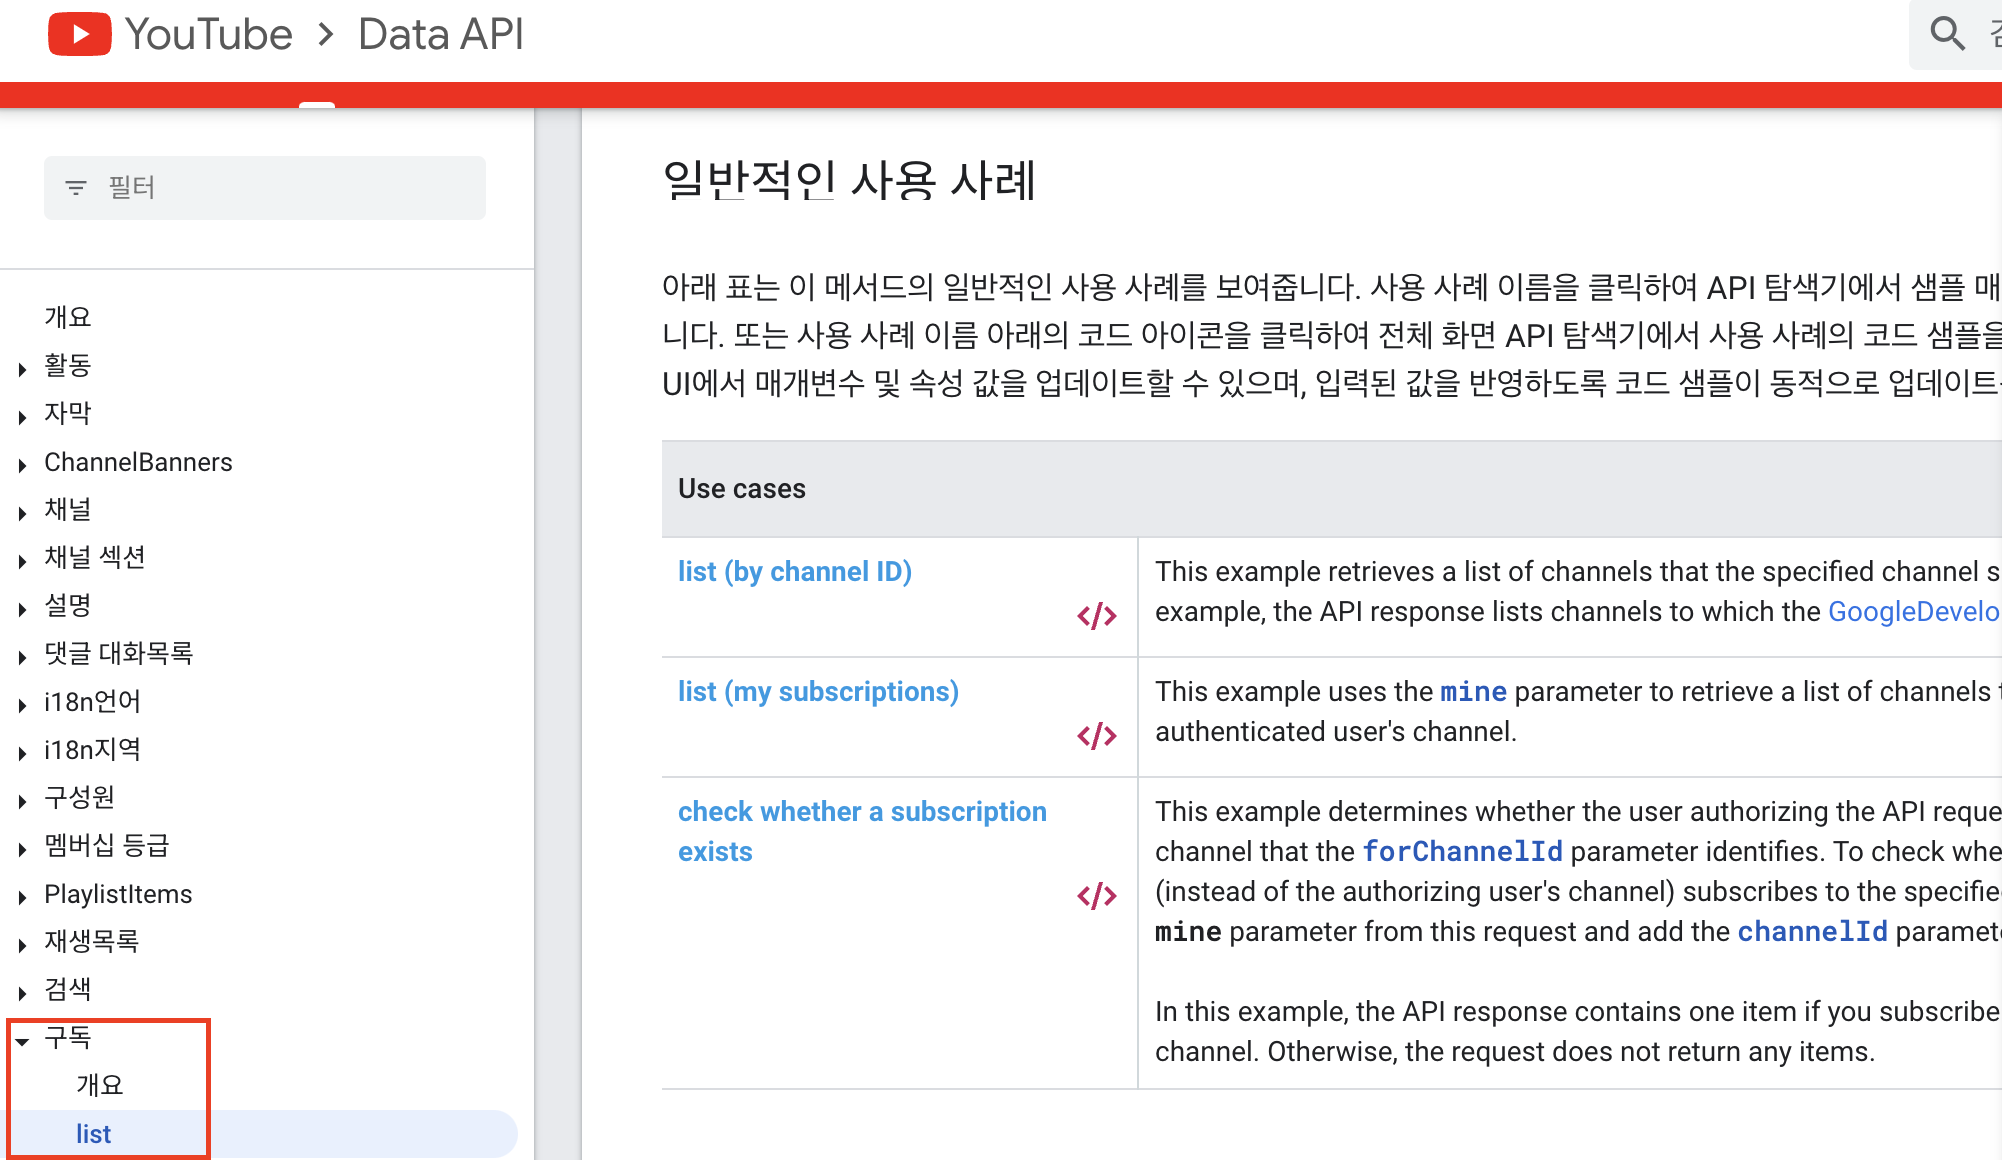 YouTube > Data API
필터
개요
활동
자막
ChannelBanners
채널
채널 섹션
설명
댓글 대화목록
i18n언어
i18n지역
구성원
멤버십 등급
PlaylistItems
재생목록
검색
구독
개요
list
일반적인 사용 사례
아래 표는 이 메서드의 일반적인 사용 사례를 보여줍니다. 사용 사례 이름을 클릭하여 API 탐색기에서 샘플 매
니다. 또는 사용 사례 이름 아래의 코드 아이콘을 클릭하여 전체 화면 API 탐색기에서 사용 사례의 코드 샘플을
UI에서 매개변수 및 속성 값을 업데이트할 수 있으며, 입력된 값을 반영하도록 코드 샘플이 동적으로 업데이트
Use cases
list (by channel ID)
</>
This example retrieves a list of channels that the specified channel s
example, the API response lists channels to which the GoogleDevelo
list (my subscriptions)
</>
This example uses the mine parameter to retrieve a list of channels t
authenticated user's channel.
check whether a subscription
exists
</>
This example determines whether the user authorizing the API reque
channel that the forChannelId parameter identifies. To check whe
(instead of the authorizing user's channel) subscribes to the specifie
mine parameter from this request and add the channelId paramet
In this example, the API response contains one item if you subscribe
channel. Otherwise, the request does not return any items.